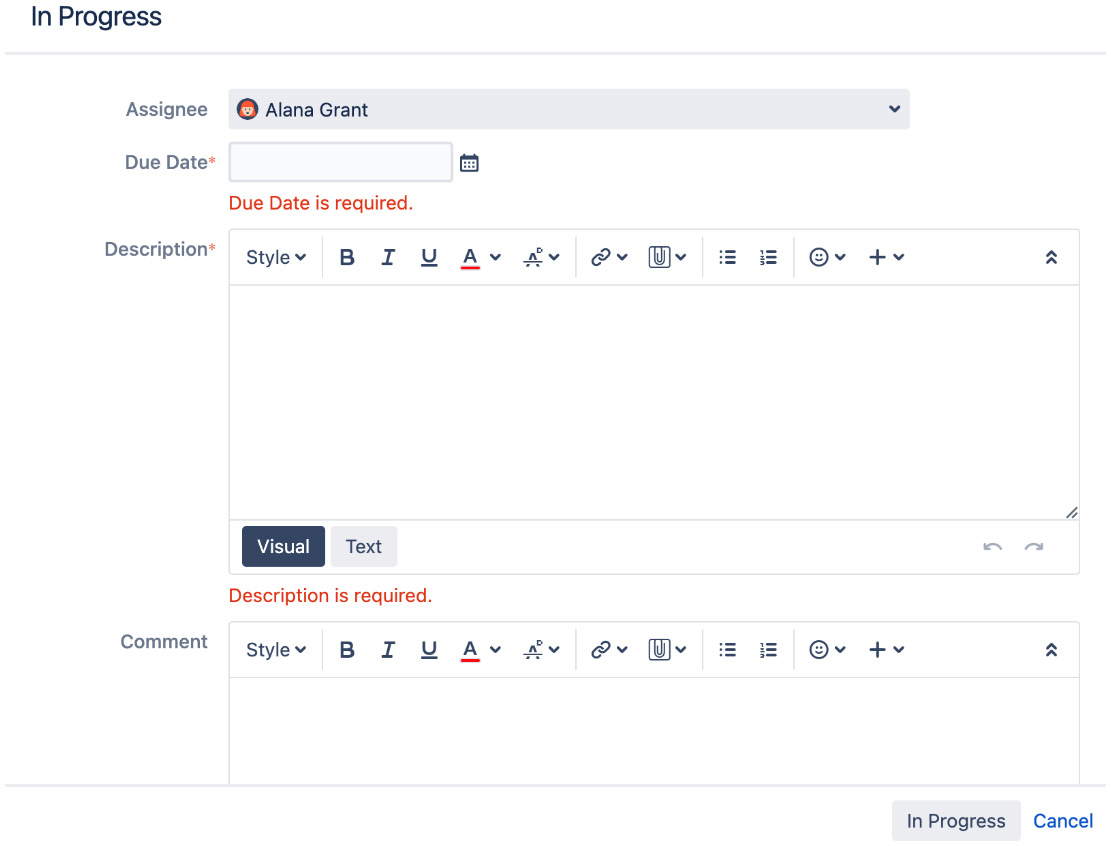 In Progress
Assignee Alana Grant
Due Date*
Due Date is required.
Description* Style B I U A
Visual Text
Description is required.
Comment Style B I U A
In Progress Cancel